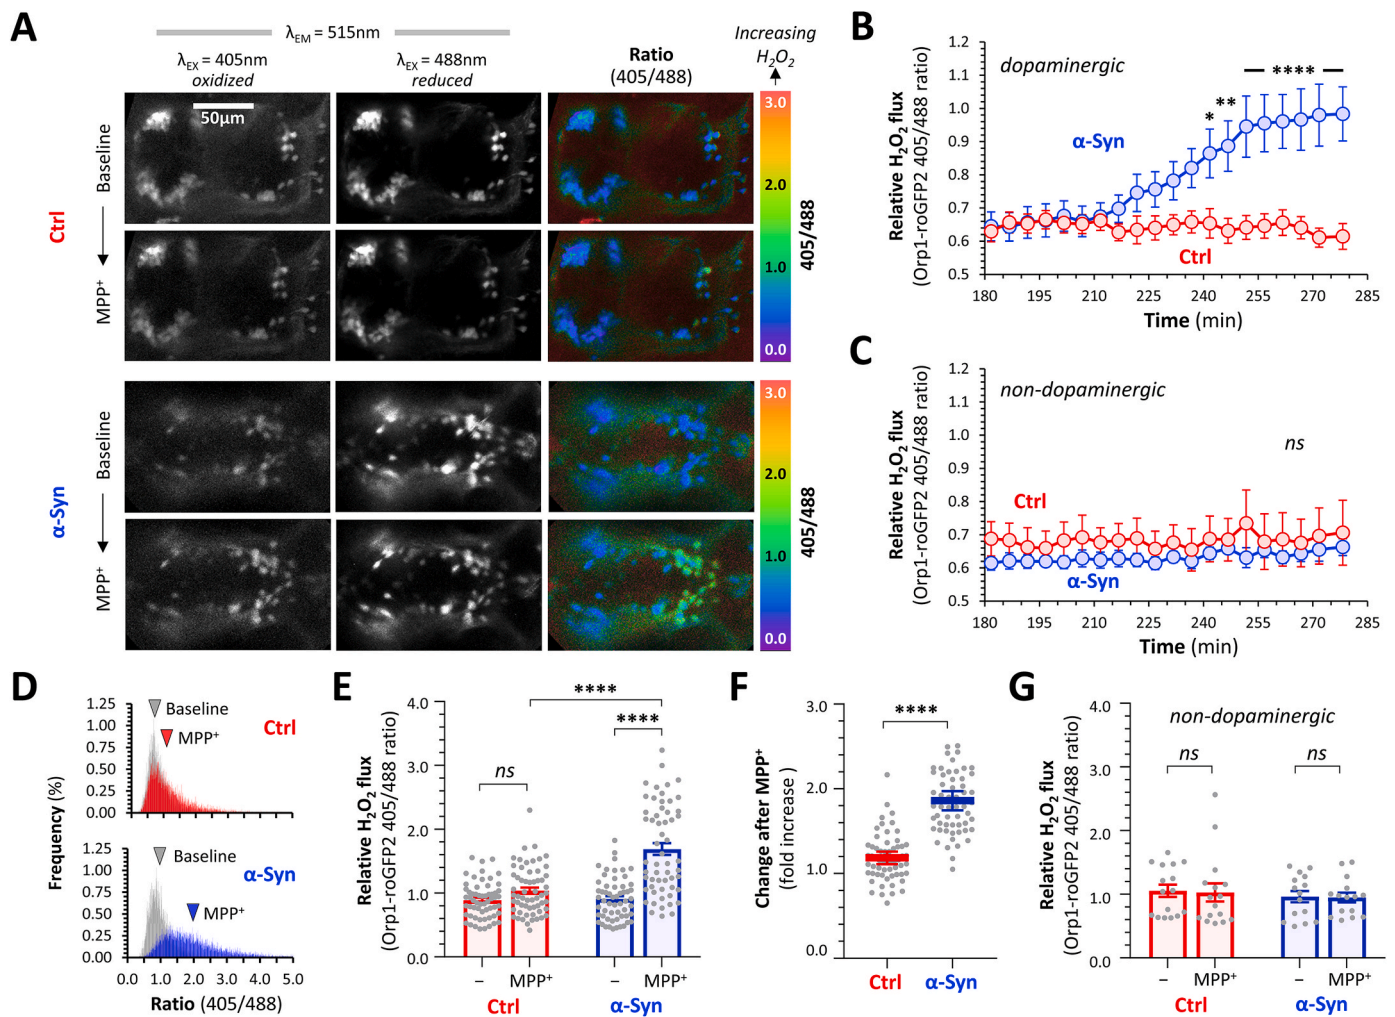 A
λEM = 515nm
λEX = 405nm
oxidized
λEX = 488nm
reduced
Ratio
(405/488)
Increasing
H2O2
50µm
Ctrl
Baseline
MPP+
3.0
2.0
1.0
0.0
405/488
α-Syn
Baseline
MPP+
3.0
2.0
1.0
0.0
405/488
B
Relative H2O2 flux
(Orp1-roGFP2 405/488 ratio)
1.2
1.1
1.0
0.9
0.8
0.7
0.6
0.5
dopaminergic
α-Syn
*
**
****
Ctrl
180 195 210 225 240 255 270 285
Time (min)
C
Relative H2O2 flux
(Orp1-roGFP2 405/488 ratio)
1.2
1.1
1.0
0.9
0.8
0.7
0.6
0.5
non-dopaminergic
ns
Ctrl
α-Syn
180 195 210 225 240 255 270 285
Time (min)
D
Frequency (%)
1.25
1.00
0.75
0.50
0.25
0.00
Baseline
MPP+
Ctrl
1.25
1.00
0.75
0.50
0.25
0.00
Baseline
MPP+
α-Syn
0.0 1.0 2.0 3.0 4.0 5.0
Ratio (405/488)
E
Relative H2O2 flux
(Orp1-roGFP2 405/488 ratio)
4.0
3.0
2.0
1.0
0.0
****
****
ns
– MPP+ – MPP+
Ctrl α-Syn
F
Change after MPP+
(fold increase )
3.0
2.0
1.0
0.0
****
Ctrl α-Syn
G
Relative H2O2 flux
(Orp1-roGFP2 405/488 ratio)
4.0
3.0
2.0
1.0
0.0
non-dopaminergic
ns ns
– MPP+ – MPP+
Ctrl α-Syn